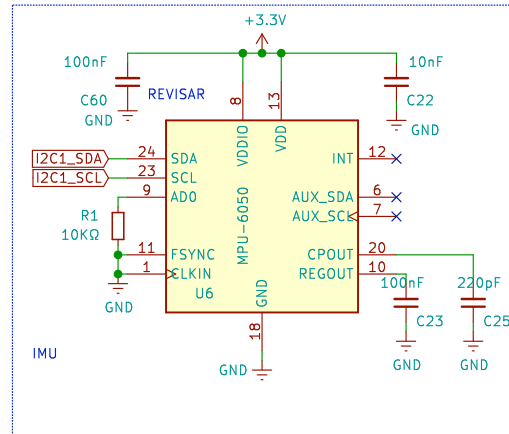 +3.3V
100nF
10nF
C60
REVISAR
C22
GND
GND
8
13
VDDIO
VDD
I2C1_SDA
24
SDA
INT
12
I2C1_SCL
23
SCL
9
AD0
AUX_SDA
6
AUX_SCL
7
R1
10KΩ
MPU-6050
11
FSYNC
CPOUT
20
1
CLKIN
REGOUT
10
U6
GND
100nF
220pF
GND
C23
C25
18
GND
GND
GND
IMU